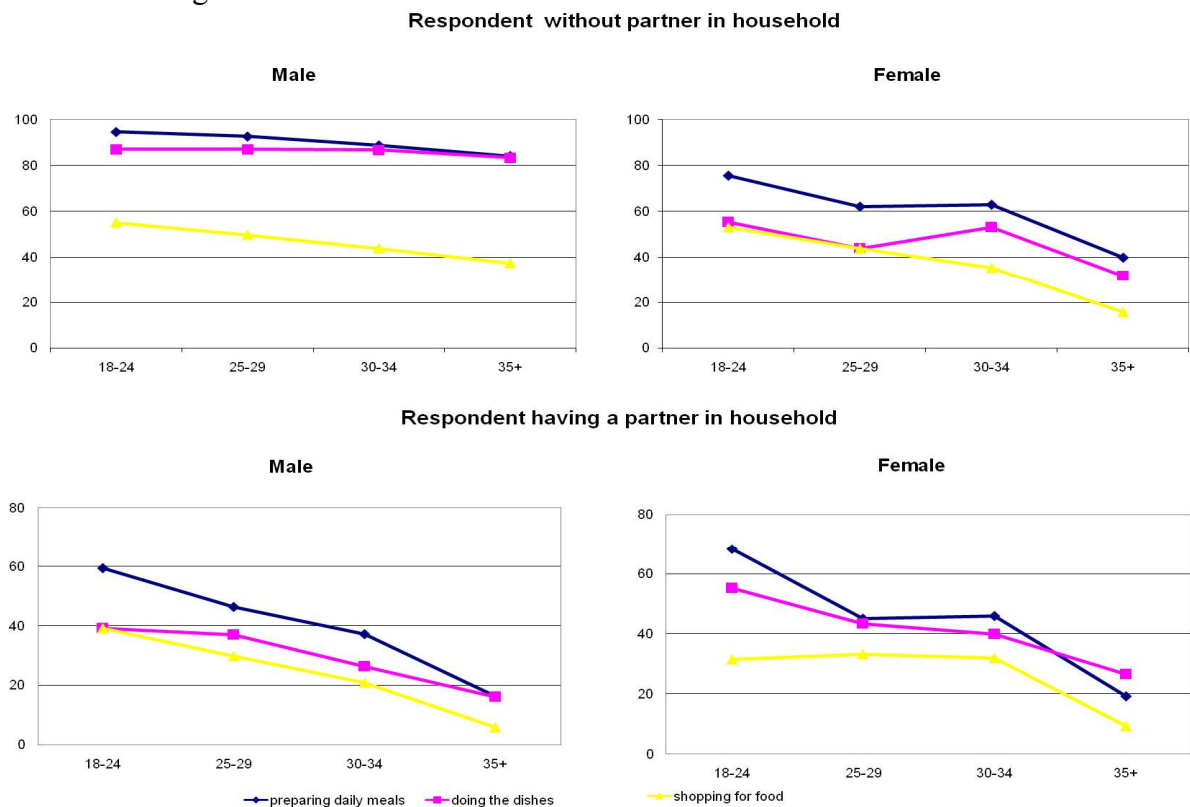 Respondent without partner in household
Male Female
100 100
80 80
60 60
40 40
20 20
0 0
18-24 25-29 30-34 35+ 18-24 25-29 30-34 35+
Respondent having a partner in household
Male Female
80 80
60 60
40 40
20 20
0 0
18-24 25-29 30-34 35+ 18-24 25-29 30-34 35+
preparing daily meals doing the dishes shopping for food